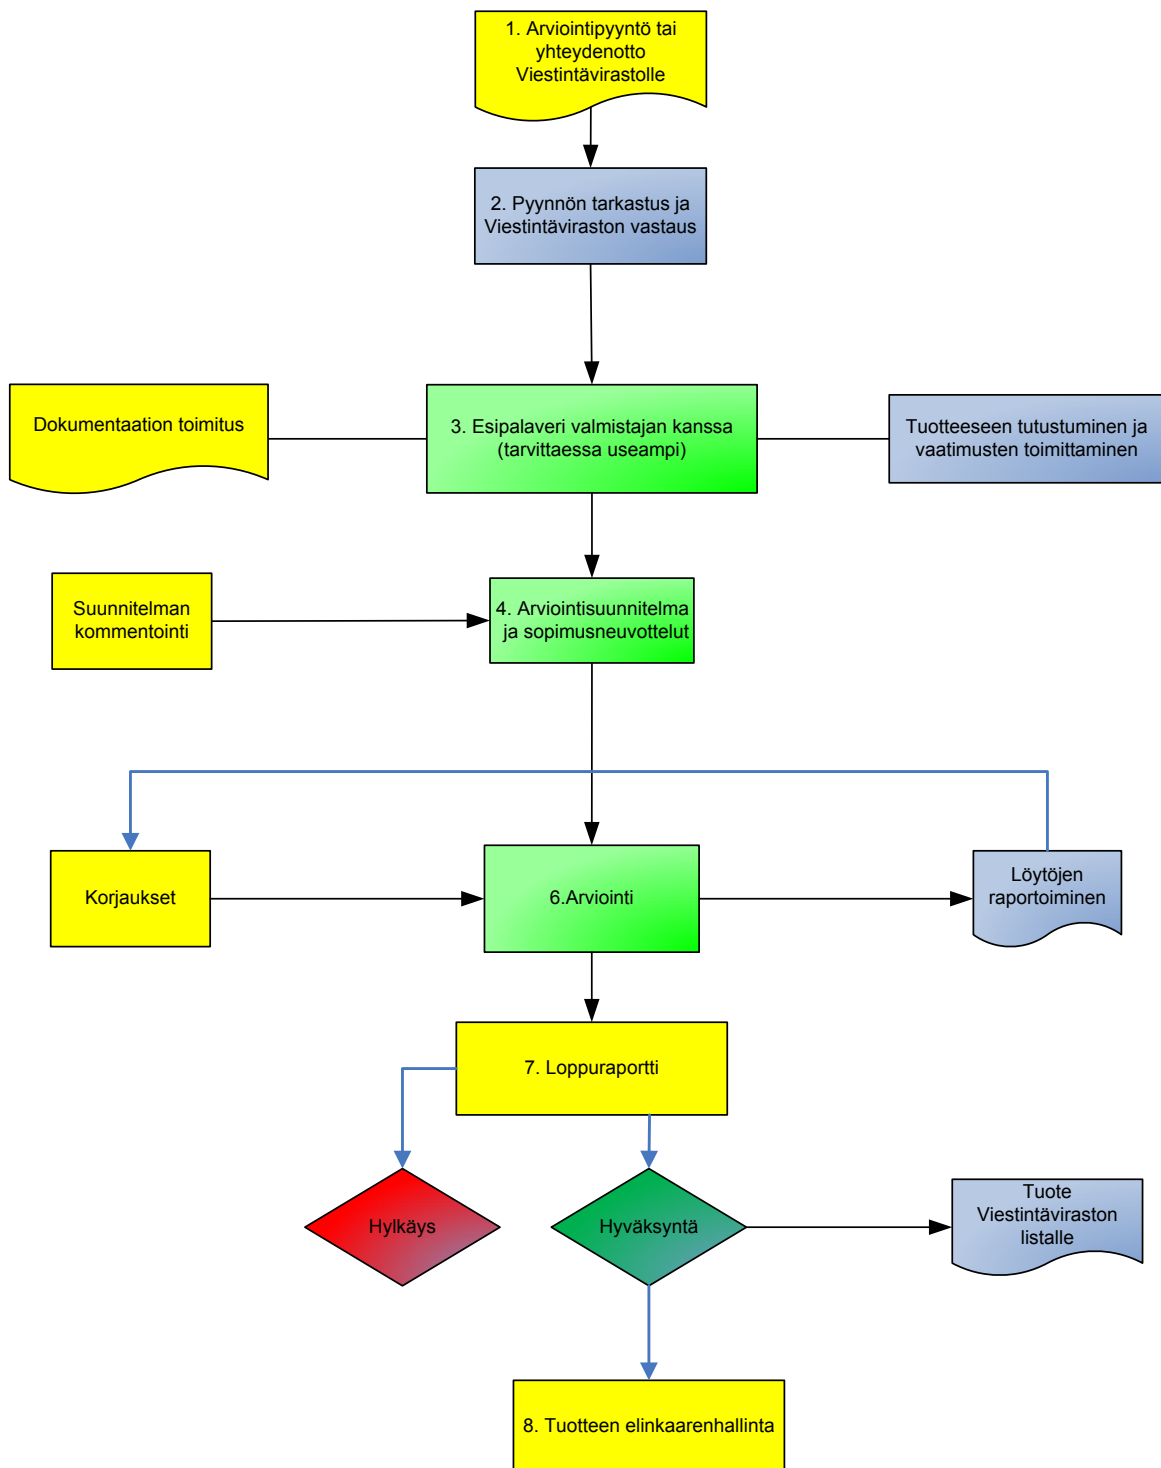 1. Arviointipyyntö tai
yhteydenotto
Viestintävirastolle
2. Pyynnön tarkastus ja
Viestintäviraston vastaus
Dokumentaation toimitus
3. Esipalaveri valmistajan kanssa
(tarvittaessa useampi)
Tuotteeseen tutustuminen ja
vaatimusten toimittaminen
Suunnitelman
kommentointi
4. Arviointisuunnitelma
ja sopimusneuvottelut
Korjaukset
6.Arviointi
Löytöjen
raportoiminen
7. Loppuraportti
Hylkäys
Hyväksyntä
Tuote
Viestintäviraston
listalle
8. Tuotteen elinkaarenhallinta